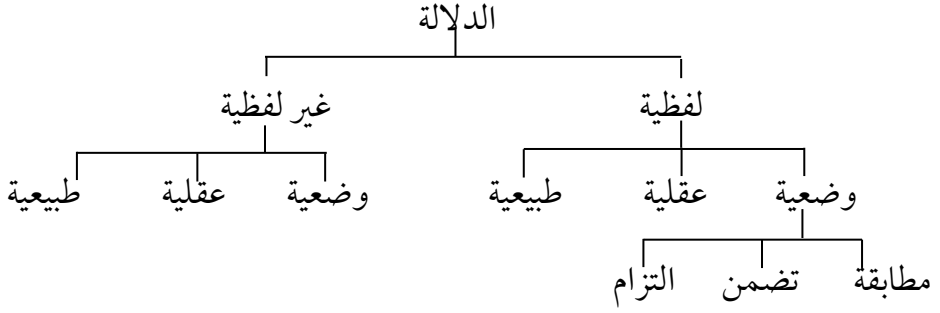 الدلالة
لفظية غير لفظية
وضعية عقلية طبيعية وضعية عقلية طبيعية
مطابقة تضمن التزام